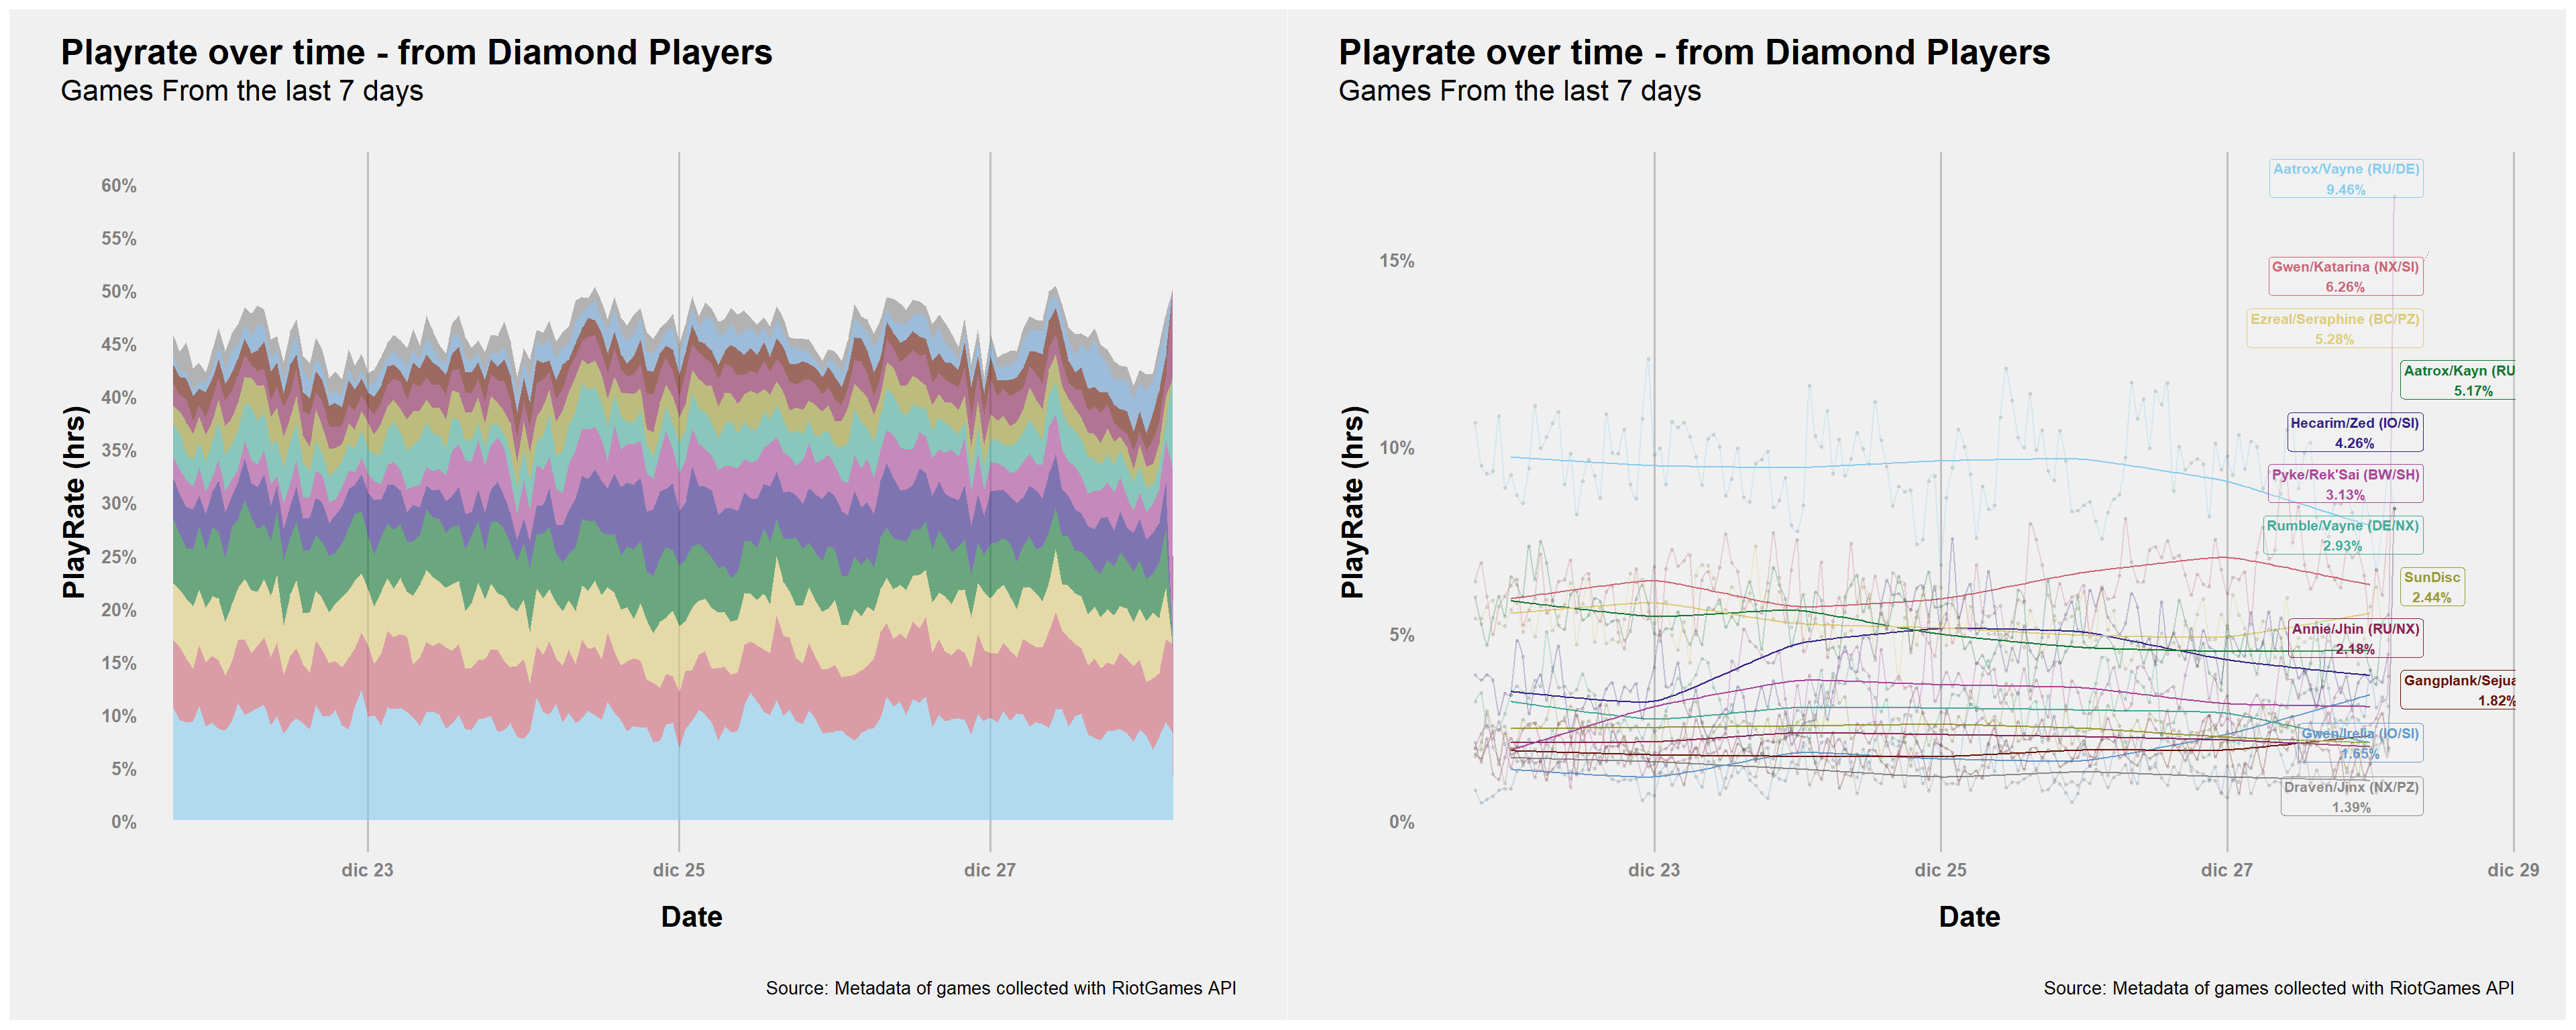 Playrate over time - from Diamond Players
Games From the last 7 days
60%
55%
50%
45%
40%
35%
30%
25%
20%
15%
10%
5%
0%
PlayRate (hrs)
dic 23
dic 25
dic 27
Date
Source: Metadata of games collected with RiotGames API
Playrate over time - from Diamond Players
Games From the last 7 days
15%
10%
5%
0%
PlayRate (hrs)
Aatrox/Vayne (RU/DE)
9.46%
Gwen/Katarina (NX/SI)
6.26%
Ezreal/Seraphine (BC/PZ)
5.28%
Aatrox/Kayn (RU
5.17%
Hecarim/Zed (IO/SI)
4.26%
Pyke/Rek'Sai (BW/SH)
3.13%
Rumble/Vayne (DE/NX)
2.93%
SunDisc
2.44%
Annie/Jhin (RU/NX)
2.18%
Gangplank/Sejua
1.82%
Gwen/Irelia (IO/SI)
1.65%
Draven/Jinx (NX/PZ)
1.39%
dic 23
dic 25
dic 27
dic 29
Date
Source: Metadata of games collected with RiotGames API